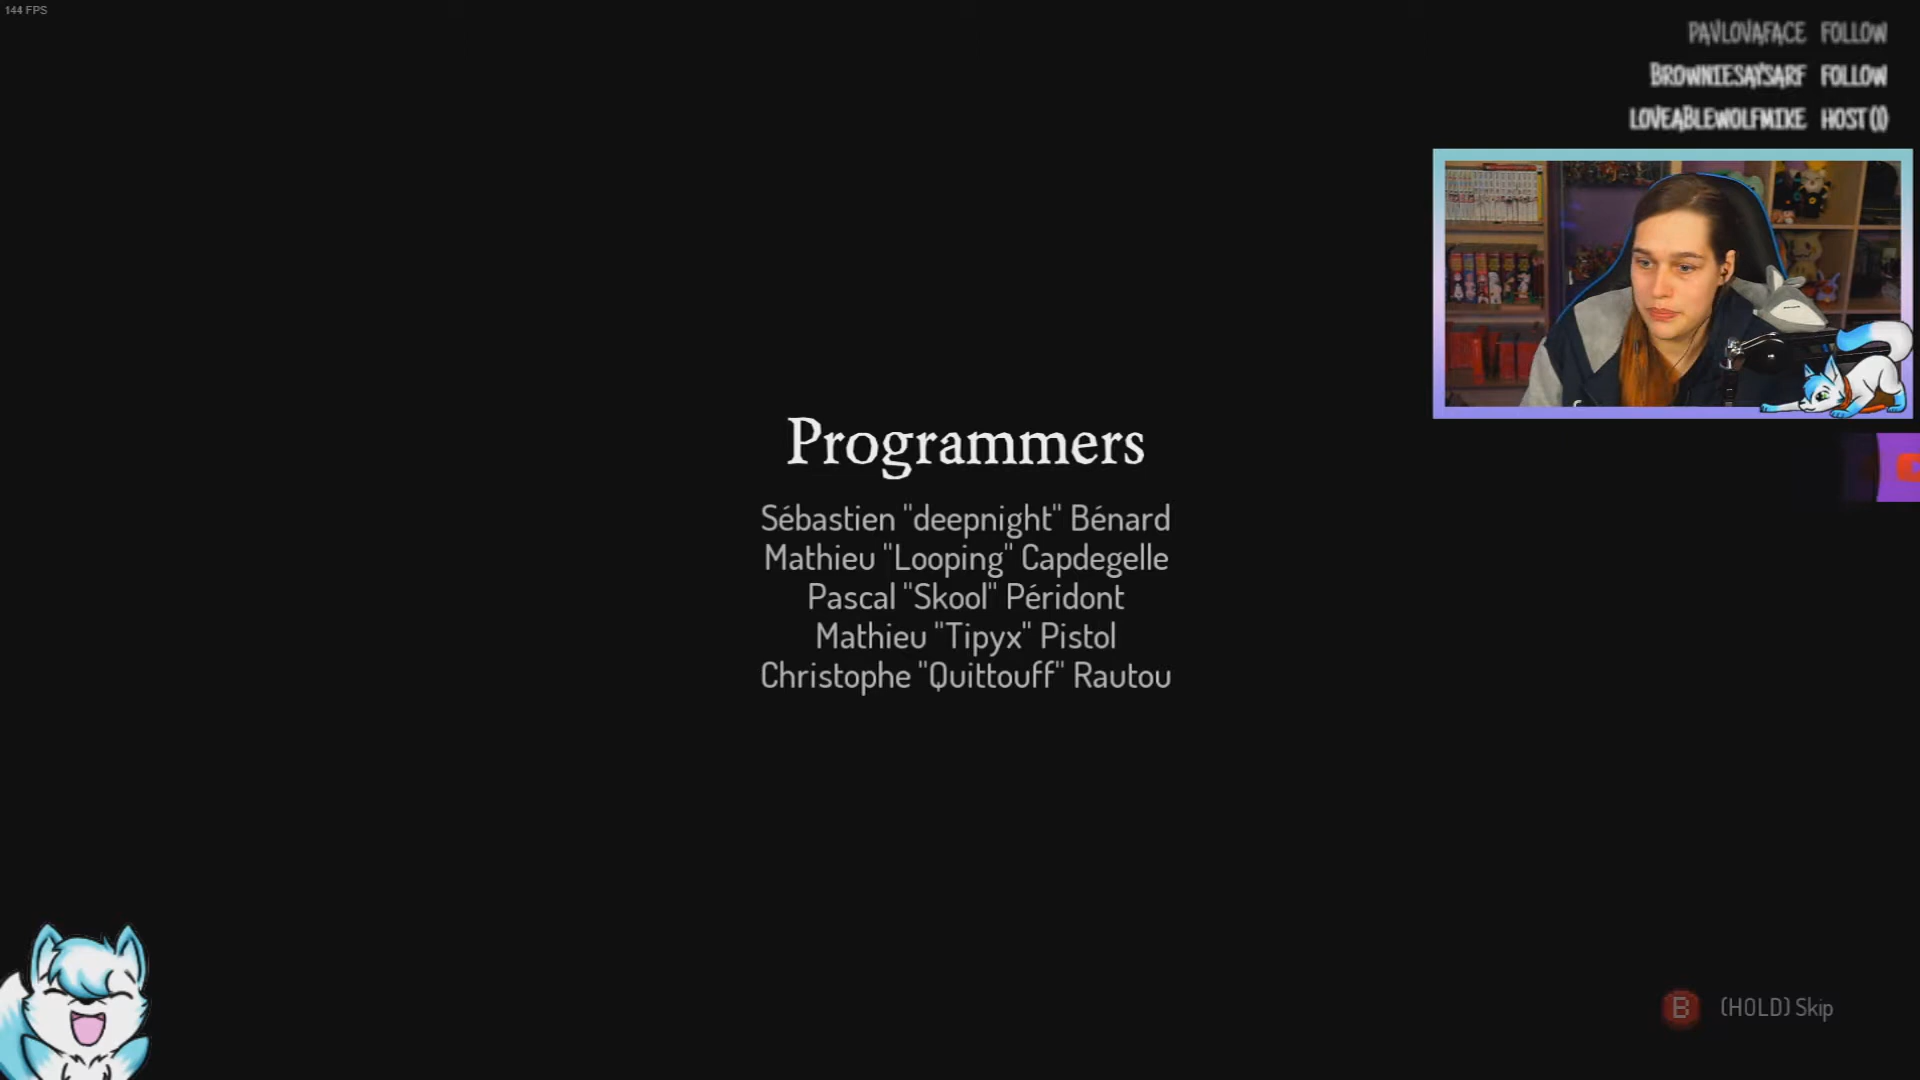 144 FPS
PAVLOVAFACE FOLLOW
BROWNIESAYSARF FOLLOW
LOVEABLEWOLFMIKE HOST (1)
Programmers
Sébastien "deepnight" Bénard
Mathieu "Looping" Capdegelle
Pascal "Skool" Péridont
Mathieu "Tipyx" Pistol
Christophe "Quittouff" Rautou
B (HOLD) Skip